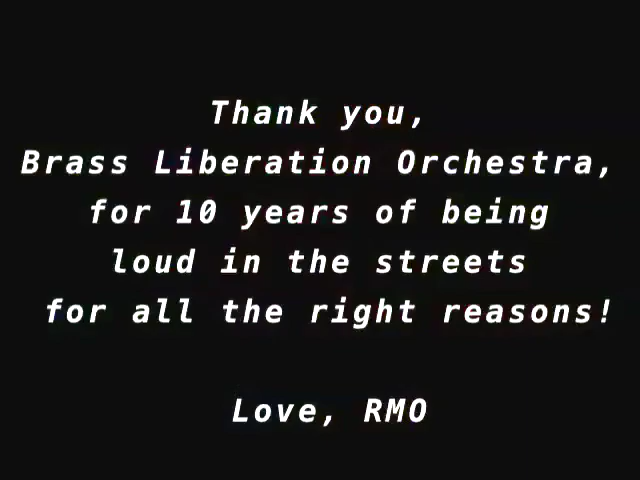 Thank you,
Brass Liberation Orchestra,
for 10 years of being
loud in the streets
for all the right reasons!
Love, RMO